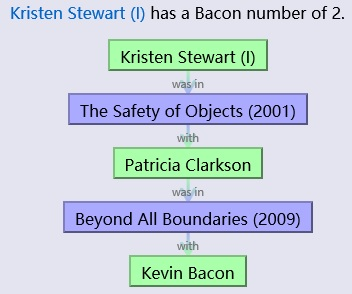 Kristen Stewart (I) has a Bacon number of 2.
Kristen Stewart (I)
was in
The Safety of Objects (2001)
with
Patricia Clarkson
was in
Beyond All Boundaries (2009)
with
Kevin Bacon